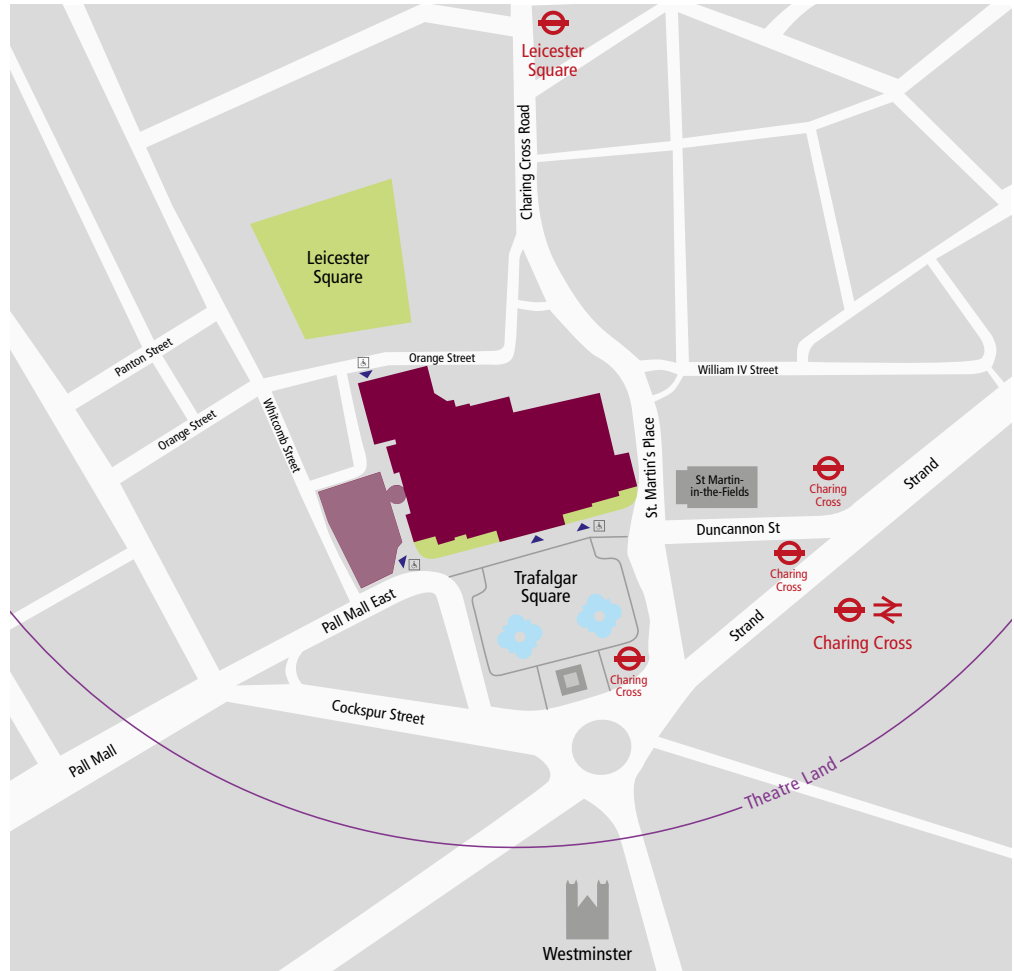 Leicester
Square
Charing Cross Road
Leicester
Square
Panton Street
Orange Street
Orange Street
Whitcomb Street
William IV Street
St. Martin's Place
St Martin-
in-the-Fields
Charing
Cross
Strand
Duncannon St
Charing
Cross
Trafalgar
Square
Pall Mall East
Strand
Charing Cross
Charing
Cross
Cockspur Street
Pall Mall
Theatre Land
Westminster